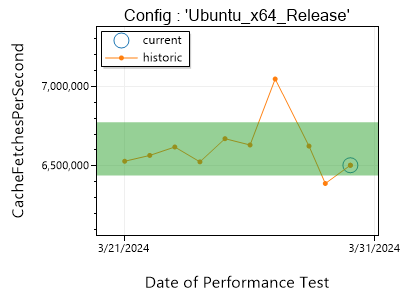 Config : 'Ubuntu_x64_Release'
current
historic
CacheFetchesPerSecond
7,000,000
6,500,000
3/21/2024
3/31/2024
Date of Performance Test